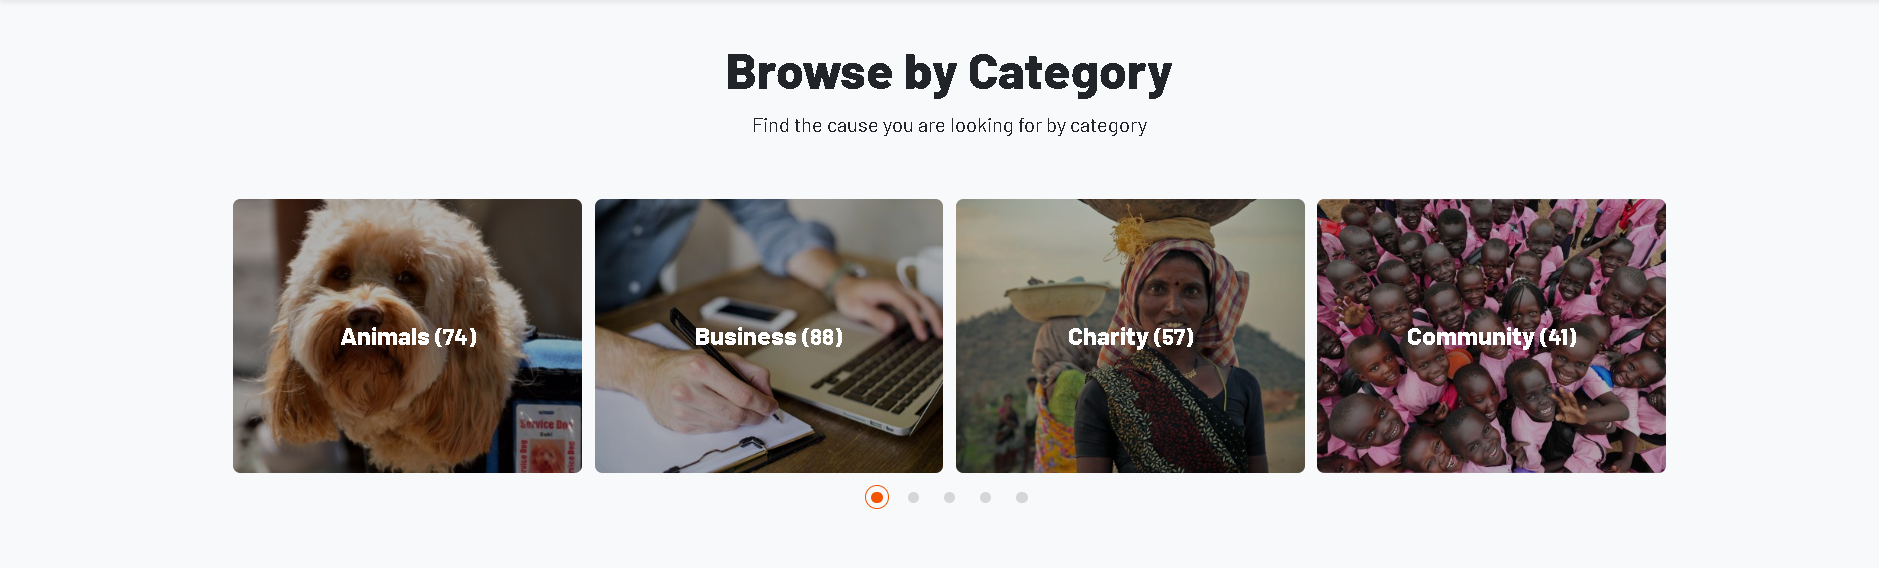 Browse by Category
Find the cause you are looking for by category
Animals (74)
Business (88)
Charity (57)
Community (41)
Service Dog